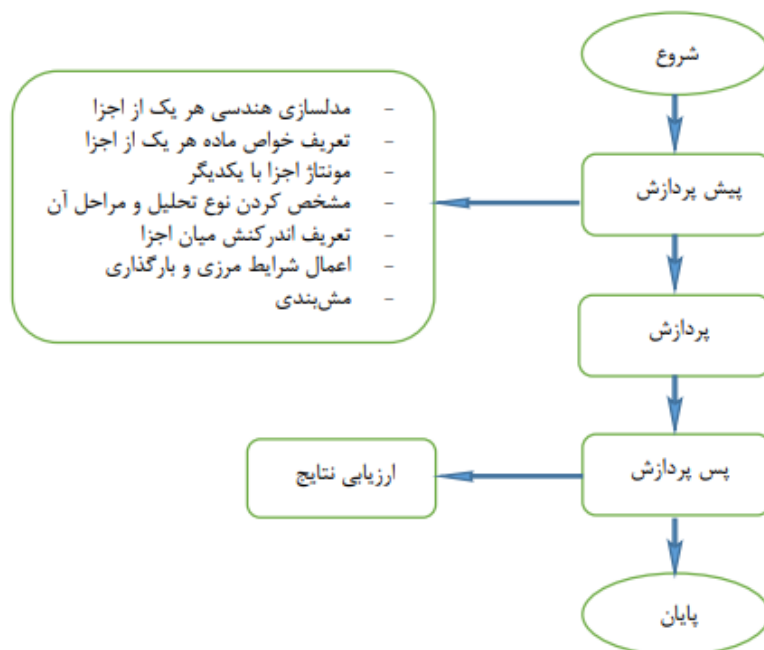 شروع
پیش پردازش
- مدلسازی هندسی هر یک از اجزا
- تعریف خواص ماده هر یک از اجزا
- مونتاژ اجزا با یکدیگر
- مشخص کردن نوع تحلیل و مراحل آن
- تعریف اندرکنش میان اجزا
- اعمال شرایط مرزی و بارگذاری
- مش‌بندی
پردازش
پس پردازش
ارزیابی نتایج
پایان